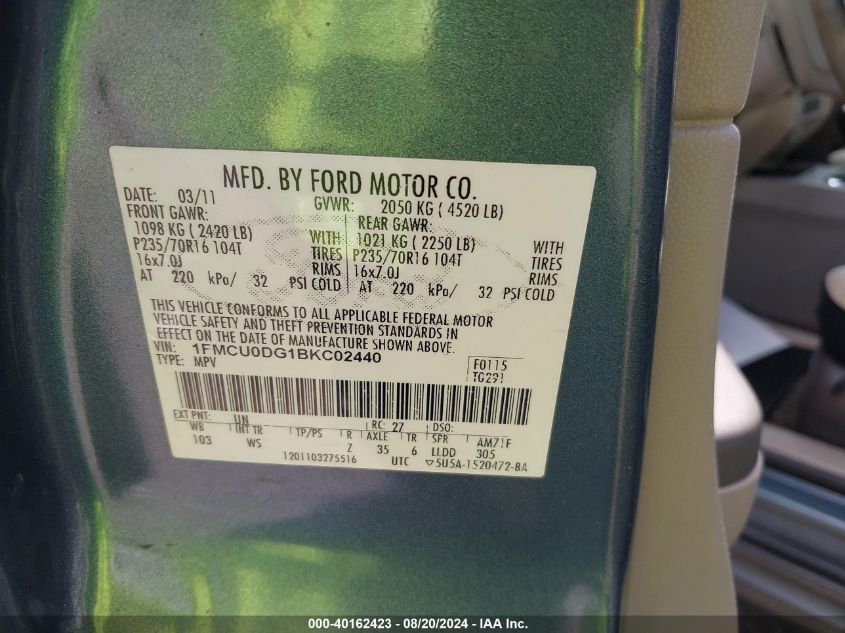 MFD. BY FORD MOTOR CO.
DATE: 03/11 GVWR: 2050 KG ( 4520 LB)
FRONT GAWR: REAR GAWR:
1098 KG ( 2420 LB) WITH 1021 KG ( 2250 LB) WITH
P235/70R16 104T TIRES P235/70R16 104T TIRES
16x7.0J RIMS 16x7.0J RIMS
AT 220 kPa/ 32 PSI COLD AT 220 kPa/ 32 PSI COLD
THIS VEHICLE CONFORMS TO ALL APPLICABLE FEDERAL MOTOR
VEHICLE SAFETY AND THEFT PREVENTION STANDARDS IN
EFFECT ON THE DATE OF MANUFACTURE SHOWN ABOVE.
VIN: 1FMCU0DG1BKC02440 F0115
TYPE: MPV TG291
EXT PNT: UN RC: 27 DSO:
WB INT TR TP/PS R AXLE TR SFR AM71F
103 WS Z 35 6 LLDD 305
1201103275516 UTC ▽5U5A-1520472-BA
000-40162423 - 08/20/2024 - IAA Inc.